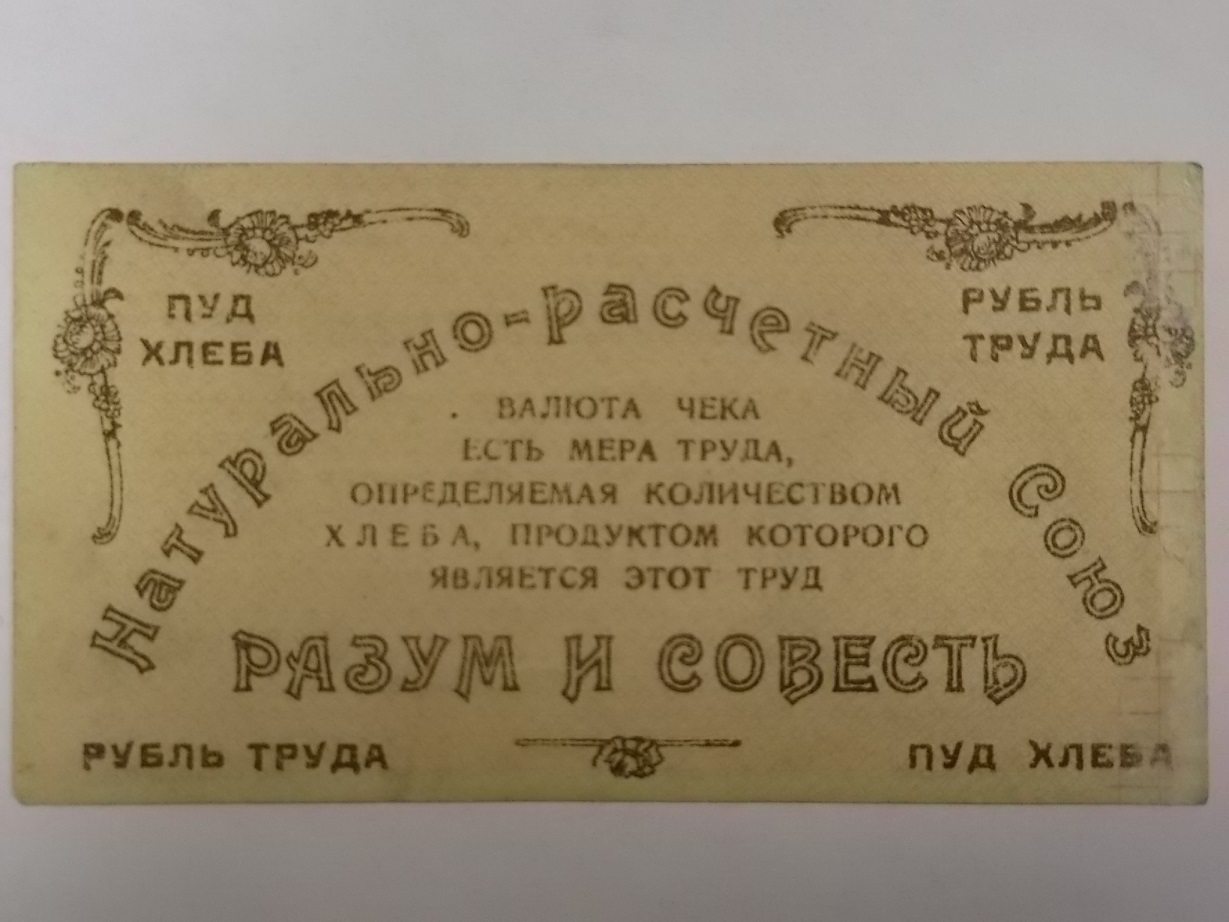 ПУД
ХЛЕБА
РУБЛЬ
ТРУДА
Натурально-расчетный Союз
ВАЛЮТА ЧЕКА
ЕСТЬ МЕРА ТРУДА,
ОПРЕДЕЛЯЕМАЯ КОЛИЧЕСТВОМ
ХЛЕБА, ПРОДУКТОМ КОТОРОГО
ЯВЛЯЕТСЯ ЭТОТ ТРУД
РАЗУМ И СОВЕСТЬ
РУБЛЬ ТРУДА
ПУД ХЛЕБА